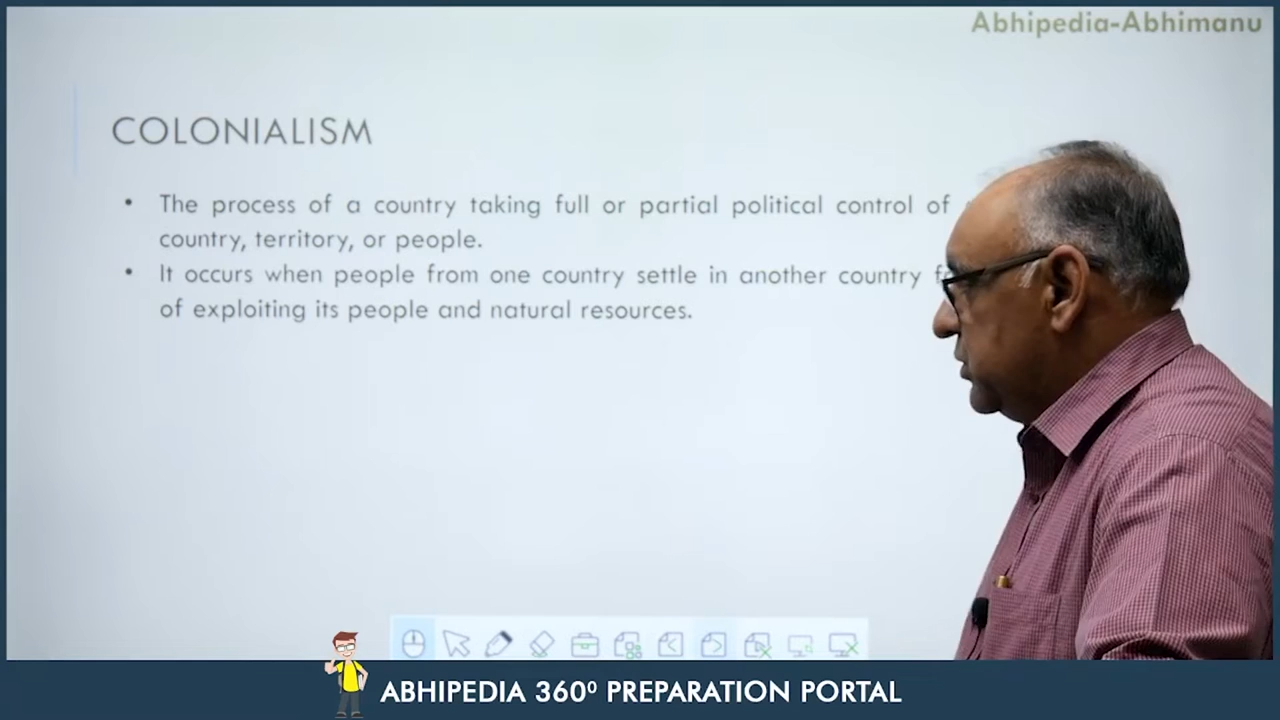 Abhipedia-Abhimanu
COLONIALISM
• The process of a country taking full or partial political control of
country, territory, or people.
• It occurs when people from one country settle in another country
of exploiting its people and natural resources.
ABHIPEDIA 360⁰ PREPARATION PORTAL